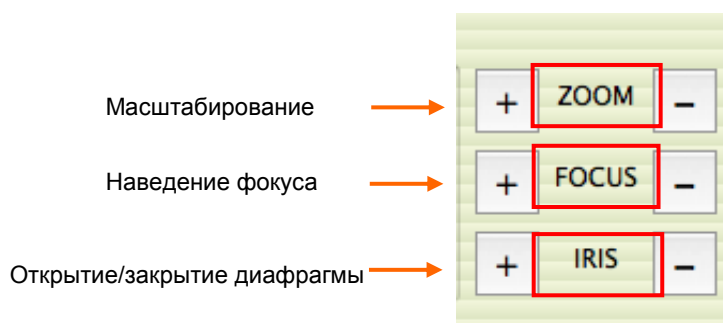 Масштабирование + ZOOM –
Наведение фокуса + FOCUS –
Открытие/закрытие диафрагмы + IRIS –